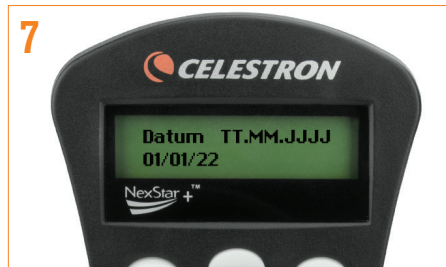 7
CELESTRON
Datum TT.MM.JJJJ
01/01/22
NexStar +™